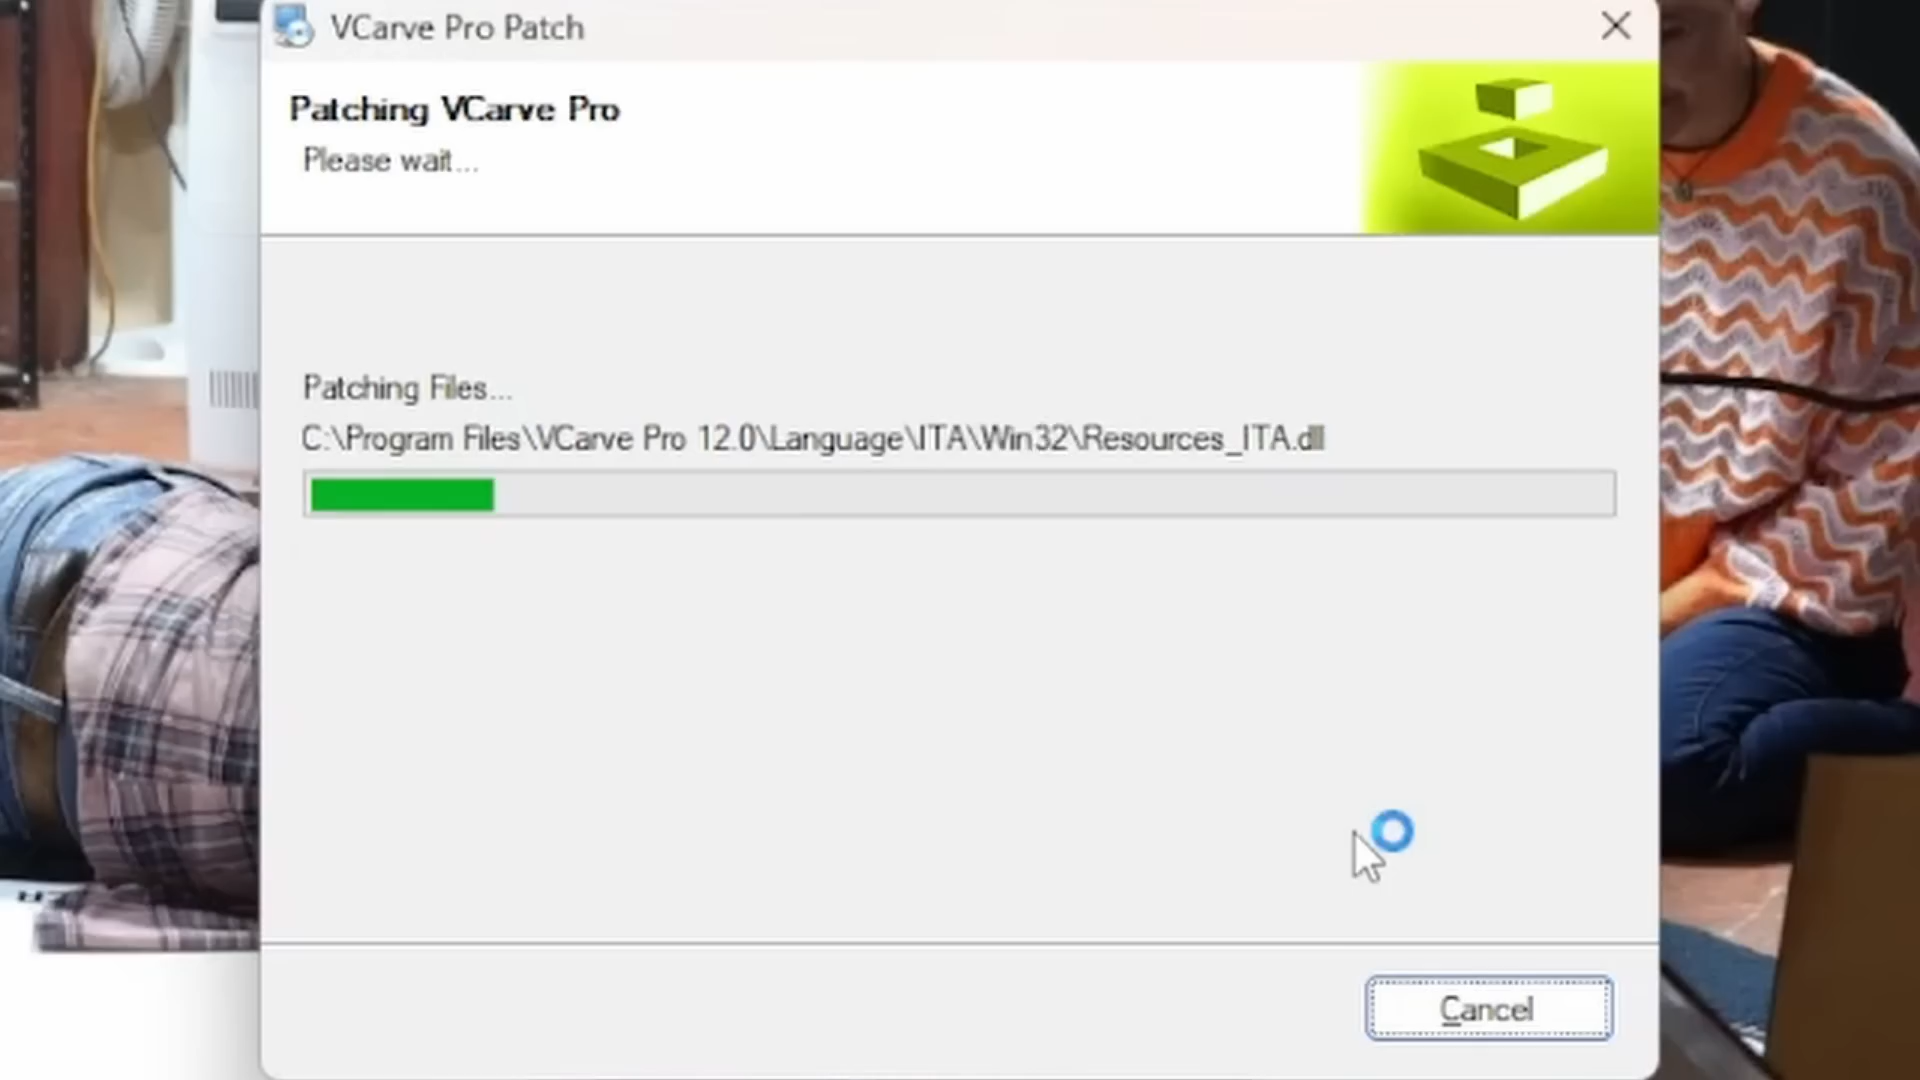 VCarve Pro Patch
Patching VCarve Pro
Please wait...
Patching Files...
C:\Program Files\VCarve Pro 12.0\Language\ITA\Win32\Resources_ITA.dll
Cancel